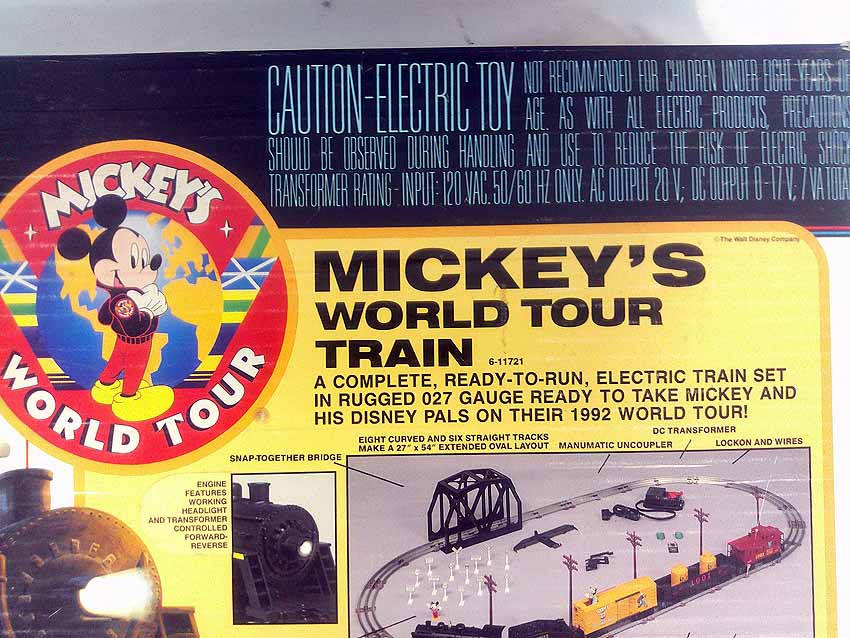 CAUTION-ELECTRIC TOY NOT RECOMMENDED FOR CHILDREN UNDER EIGHT YEARS OF
AGE. AS WITH ALL ELECTRIC PRODUCTS, PRECAUTIONS
SHOULD BE OBSERVED DURING HANDLING AND USE TO REDUCE THE RISK OF ELECTRIC SHOCK
TRANSFORMER RATING - INPUT: 120 VAC. 50/60 HZ ONLY. AC OUTPUT 20 V; DC OUTPUT 0-17 V; 7 VA TOTA
©The Walt Disney Company
MICKEY'S
WORLD TOUR
MICKEY'S
WORLD TOUR
TRAIN 6-11721
A COMPLETE, READY-TO-RUN, ELECTRIC TRAIN SET
IN RUGGED 027 GAUGE READY TO TAKE MICKEY AND
HIS DISNEY PALS ON THEIR 1992 WORLD TOUR!
SNAP-TOGETHER BRIDGE
EIGHT CURVED AND SIX STRAIGHT TRACKS
MAKE A 27" x 54" EXTENDED OVAL LAYOUT
MANUMATIC UNCOUPLER
DC TRANSFORMER
LOCKON AND WIRES
ENGINE
FEATURES
WORKING
HEADLIGHT
AND TRANSFORMER
CONTROLLED
FORWARD-
REVERSE